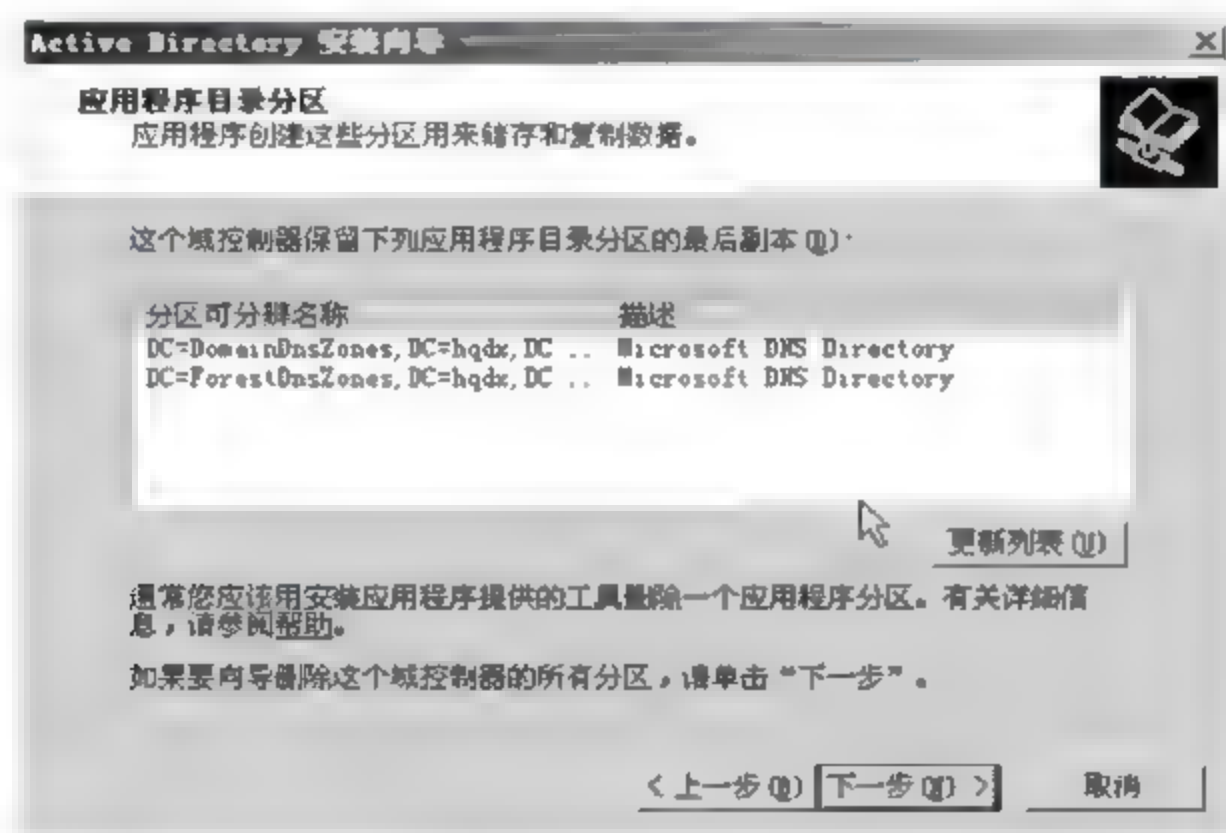 Active Directory 安装向导
应用程序目录分区
应用程序创建这些分区用来储存和复制数据。
这个域控制器保留下列应用程序目录分区的最后副本(L):
分区可分辨名称 描述
DC=DomainDnsZones,DC=hqdx,DC .. Microsoft DNS Directory
DC=ForestDnsZones,DC=hqdx,DC .. Microsoft DNS Directory
更新列表(U)
通常您应该用安装应用程序提供的工具删除一个应用程序分区。有关详细信
息，请参阅帮助。
如果要向导删除这个域控制器的所有分区，请单击“下一步”。
< 上一步(B) 下一步(N) > 取消